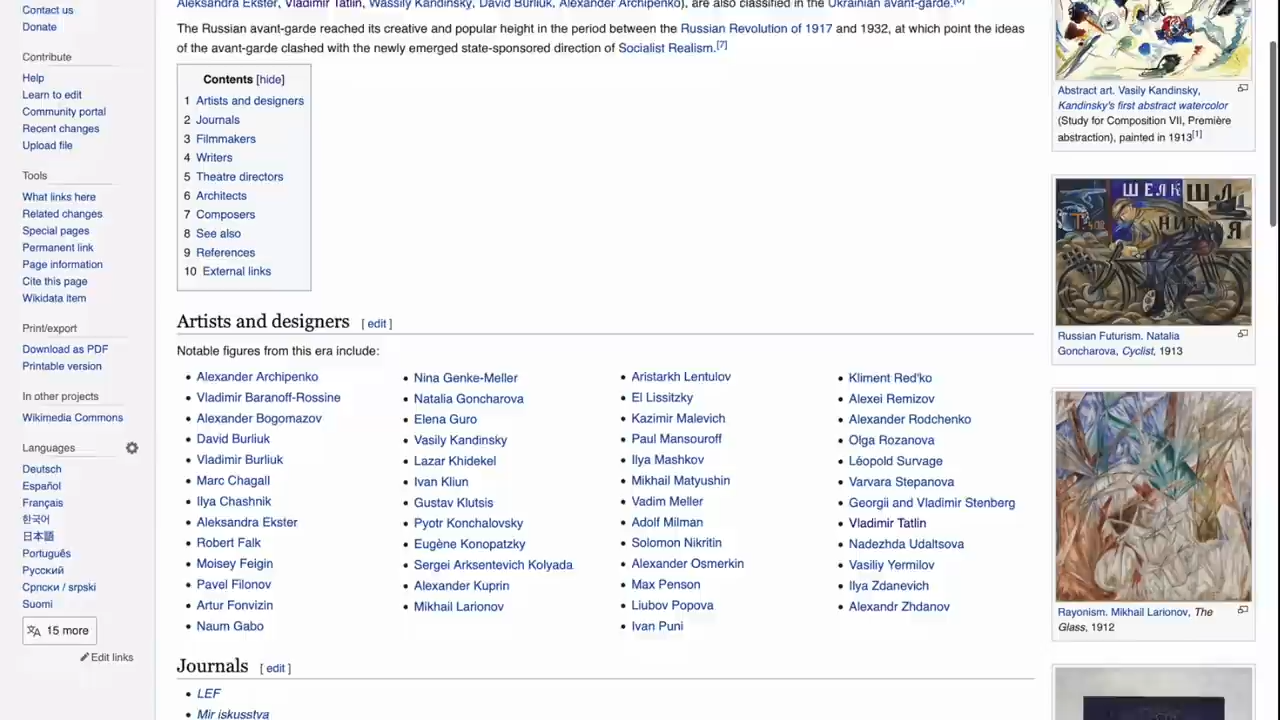 Contact us
Donate
Contribute
Help
Learn to edit
Community portal
Recent changes
Upload file
Tools
What links here
Related changes
Special pages
Permanent link
Page information
Cite this page
Wikidata item
Print/export
Download as PDF
Printable version
In other projects
Wikimedia Commons
Languages
Deutsch
Español
Français
한국어
日本語
Português
Русский
Српски / srpski
Suomi
15 more
Edit links
Aleksandra Ekster, Vladimir Tatlin, Wassily Kandinsky, David Burliuk, Alexander Archipenko), are also classified in the Ukrainian avant-garde.[6]
The Russian avant-garde reached its creative and popular height in the period between the Russian Revolution of 1917 and 1932, at which point the ideas
of the avant-garde clashed with the newly emerged state-sponsored direction of Socialist Realism.[7]
Contents [hide]
1 Artists and designers
2 Journals
3 Filmmakers
4 Writers
5 Theatre directors
6 Architects
7 Composers
8 See also
9 References
10 External links
Artists and designers [ edit ]
Notable figures from this era include:
Alexander Archipenko
Vladimir Baranoff-Rossine
Alexander Bogomazov
David Burliuk
Vladimir Burliuk
Marc Chagall
Ilya Chashnik
Aleksandra Ekster
Robert Falk
Moisey Feigin
Pavel Filonov
Artur Fonvizin
Naum Gabo
Nina Genke-Meller
Natalia Goncharova
Elena Guro
Vasily Kandinsky
Lazar Khidekel
Ivan Kliun
Gustav Klutsis
Pyotr Konchalovsky
Eugène Konopatzky
Sergei Arksentevich Kolyada
Alexander Kuprin
Mikhail Larionov
Aristarkh Lentulov
El Lissitzky
Kazimir Malevich
Paul Mansouroff
Ilya Mashkov
Mikhail Matyushin
Vadim Meller
Adolf Milman
Solomon Nikritin
Alexander Osmerkin
Max Penson
Liubov Popova
Ivan Puni
Kliment Red'ko
Alexei Remizov
Alexander Rodchenko
Olga Rozanova
Léopold Survage
Varvara Stepanova
Georgii and Vladimir Stenberg
Vladimir Tatlin
Nadezhda Udaltsova
Vasiliy Yermilov
Ilya Zdanevich
Alexandr Zhdanov
Journals [ edit ]
LEF
Mir iskusstva
Abstract art. Vasily Kandinsky,
Kandinsky's first abstract watercolor
(Study for Composition VII, Première
abstraction), painted in 1913[1]
ШЕЛК ШЛ
НИТ
Я
Russian Futurism. Natalia
Goncharova, Cyclist, 1913
Rayonism. Mikhail Larionov, The
Glass, 1912